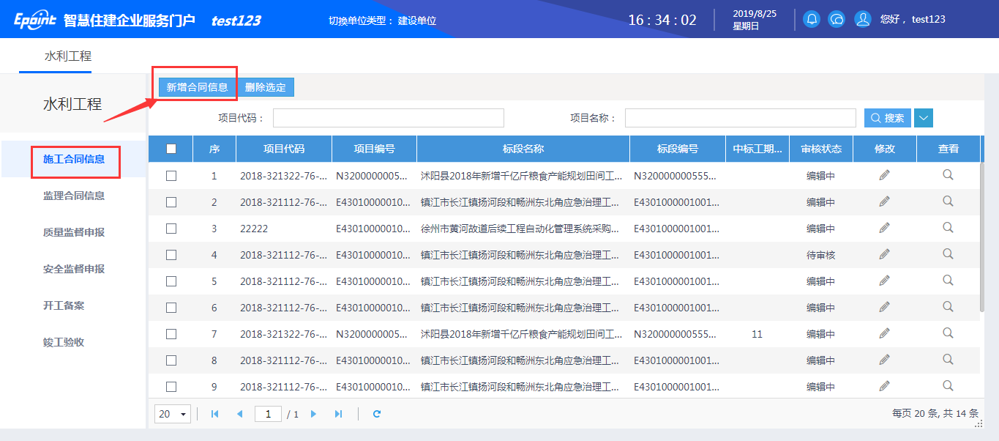 Epoint 智慧住建企业服务门户 test123 切换单位类型： 建设单位 16 : 34 : 02 2019/8/25 星期日 您好， test123
水利工程
水利工程
施工合同信息
监理合同信息
质量监督申报
安全监督申报
开工备案
竣工验收
新增合同信息 删除选定
项目代码： 项目名称： 搜索
序 项目代码 项目编号 标段名称 标段编号 中标工期... 审核状态 修改 查看
1 2018-321322-76-... N3200000005... 沭阳县2018年新增千亿斤粮食产能规划田间工... N320000000555... 编辑中
2 2018-321112-76-... E43010000010... 镇江市长江镇扬河段和畅洲东北角应急治理工... E4301000001001... 编辑中
3 22222 E43010000010... 徐州市黄河故道后续工程自动化管理系统采购... E4301000001001... 编辑中
4 2018-321112-76-... E43010000010... 镇江市长江镇扬河段和畅洲东北角应急治理工... E4301000001001... 待审核
5 2018-321112-76-... E43010000010... 镇江市长江镇扬河段和畅洲东北角应急治理工... E4301000001001... 编辑中
6 2018-321112-76-... E43010000010... 镇江市长江镇扬河段和畅洲东北角应急治理工... E4301000001001... 编辑中
7 2018-321322-76-... N3200000005... 沭阳县2018年新增千亿斤粮食产能规划田间工... N320000000555... 11 编辑中
8 2018-321112-76-... E43010000010... 镇江市长江镇扬河段和畅洲东北角应急治理工... E4301000001001... 编辑中
9 2018-321112-76-... E43010000010... 镇江市长江镇扬河段和畅洲东北角应急治理工... E4301000001001... 编辑中
20 1 / 1 每页 20 条, 共 14 条